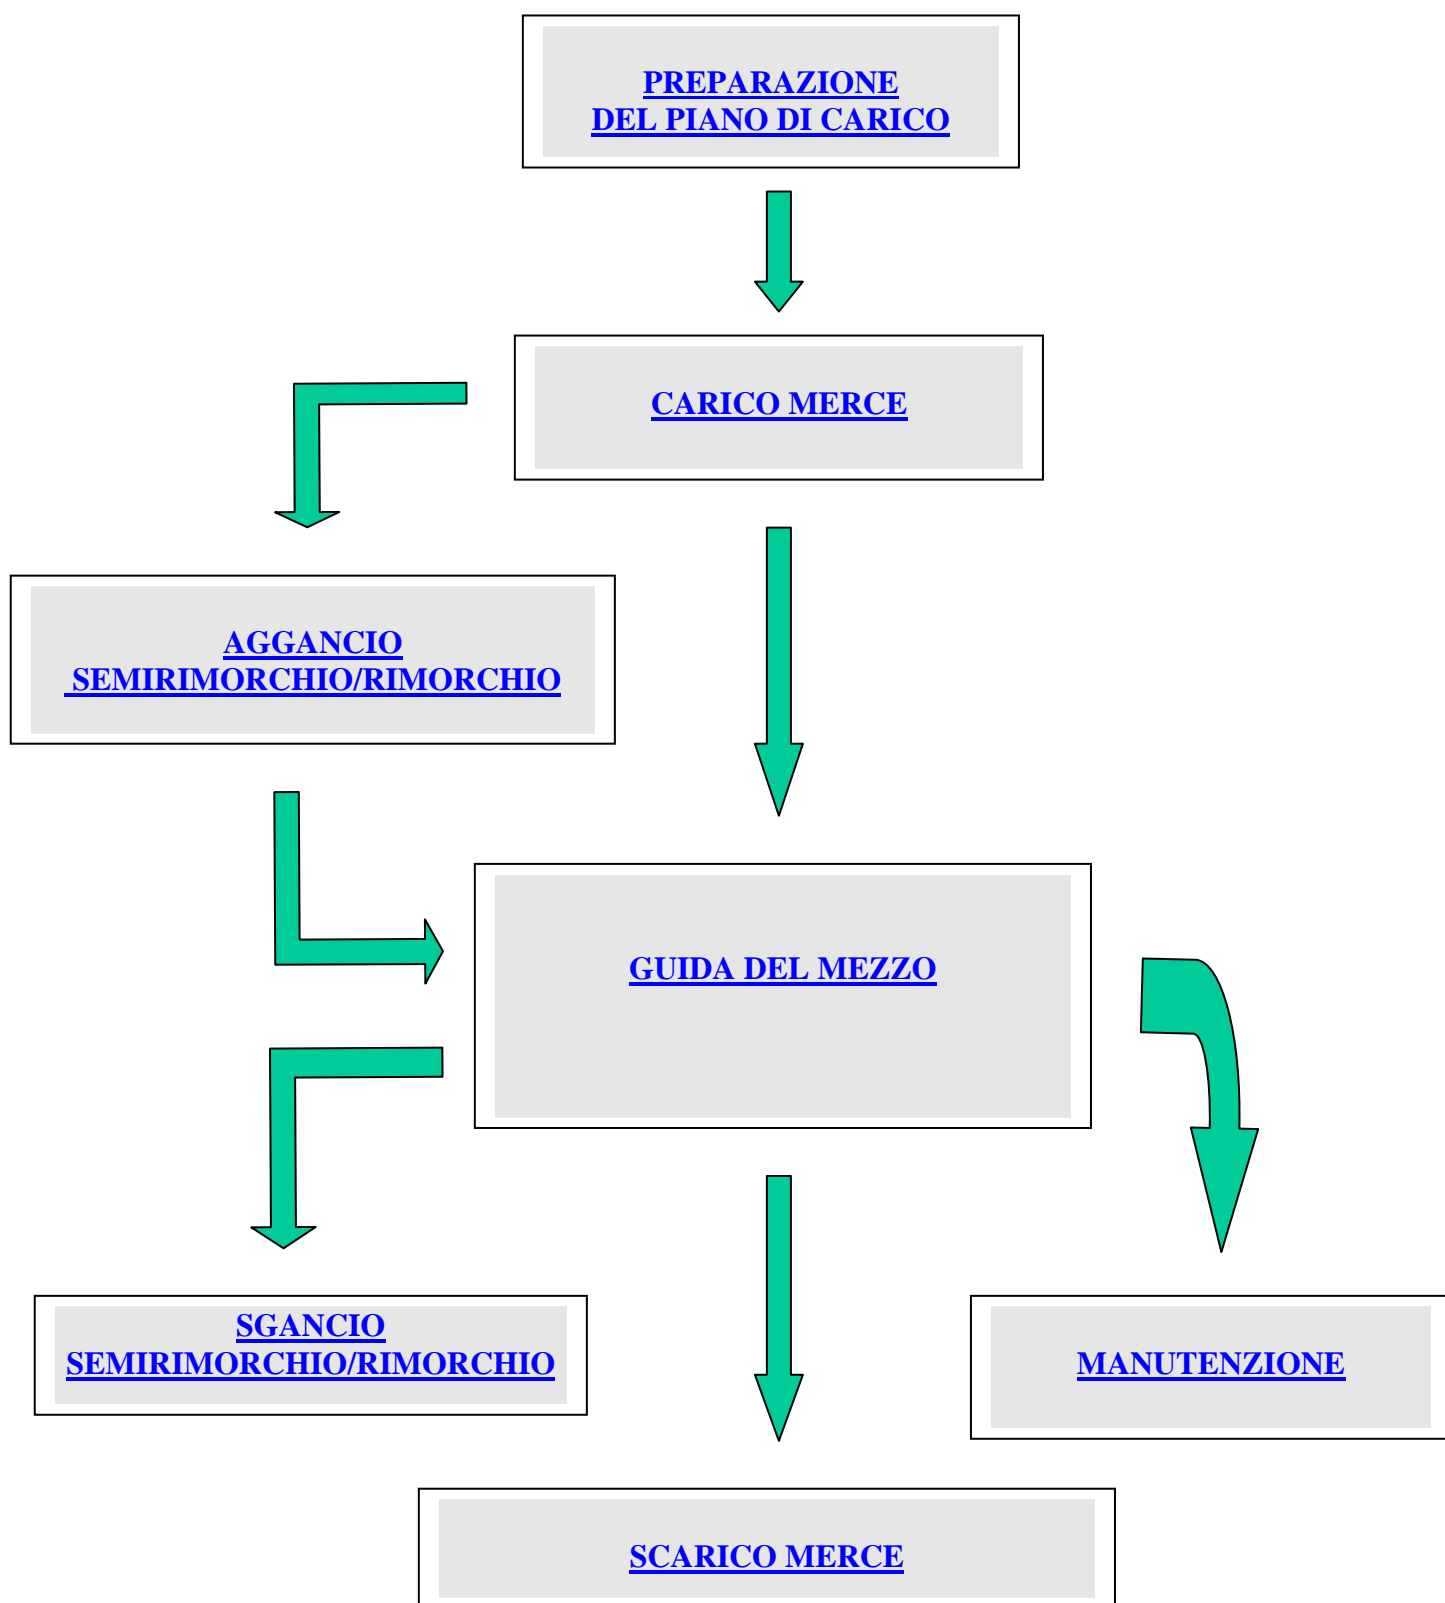 PREPARAZIONE
DEL PIANO DI CARICO
CARICO MERCE
AGGANCIO
SEMIRIMORCHIO/RIMORCHIO
GUIDA DEL MEZZO
SGANCIO
SEMIRIMORCHIO/RIMORCHIO
MANUTENZIONE
SCARICO MERCE